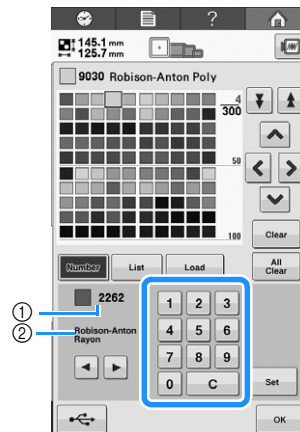 ?
145.1 mm
125.7 mm
9030 Robison-Anton Poly
4
300
50
100
Clear
Number
List
Load
All
Clear
① 2262
② Robison-Anton
Rayon
1 2 3
4 5 6
7 8 9
0 C
Set
OK